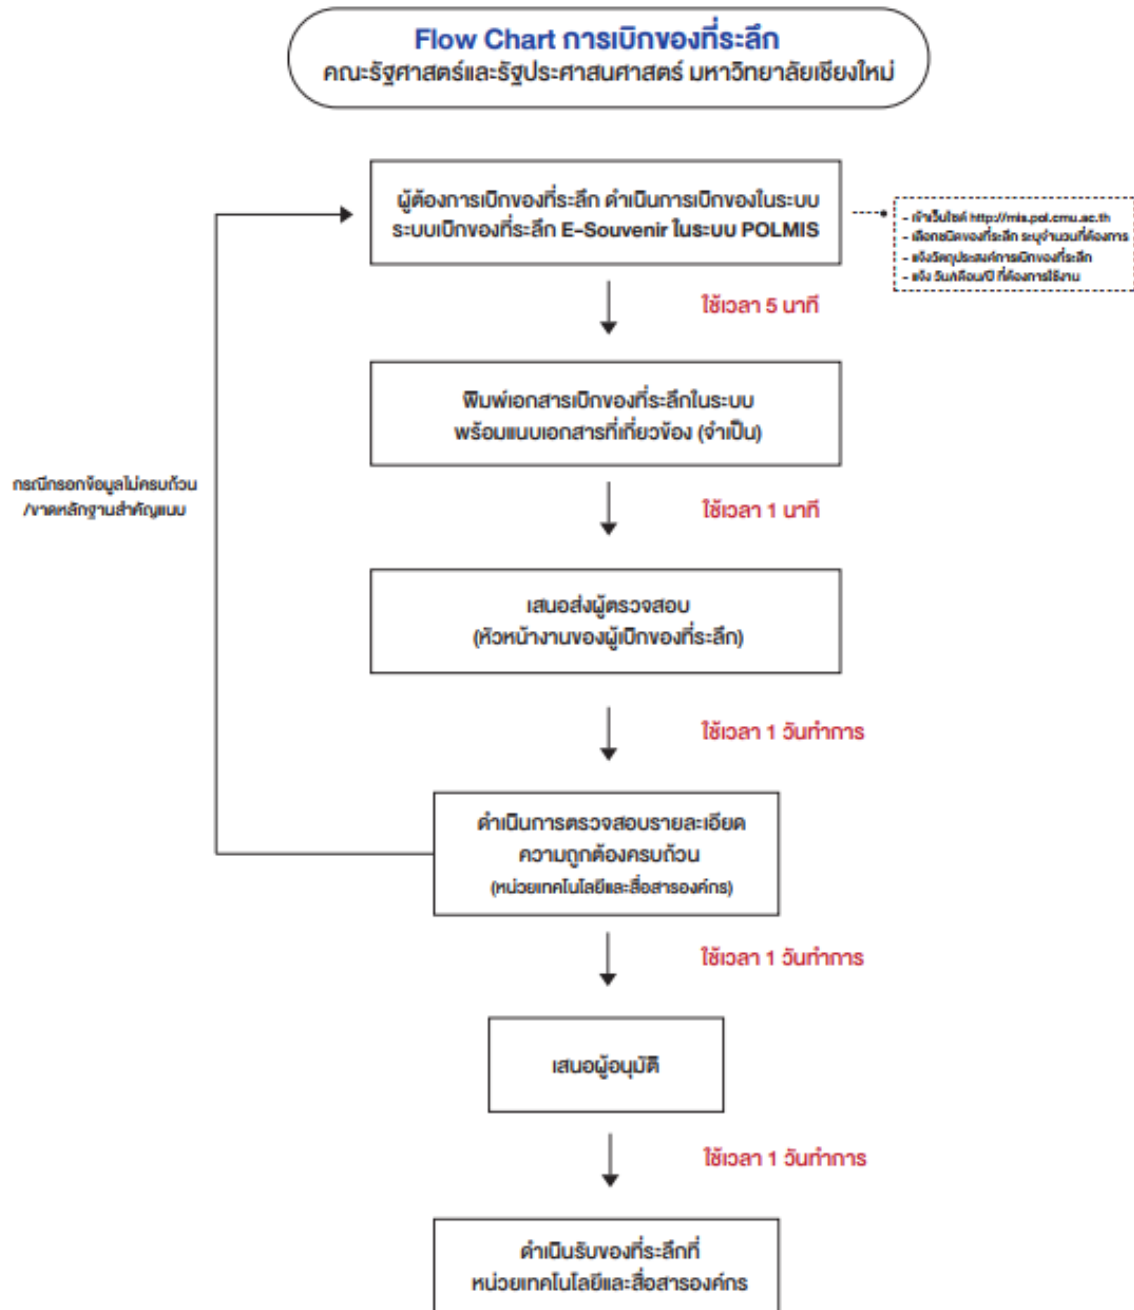 Flow Chart การเบิกของที่ระลึก
คณะรัฐศาสตร์และรัฐประศาสนศาสตร์ มหาวิทยาลัยเชียงใหม่
ผู้ต้องการเบิกของที่ระลึก ดำเนินการเบิกของในระบบ
ระบบเบิกของที่ระลึก E-Souvenir ในระบบ POLMIS
- เข้าเว็บไซต์ http://mis.pol.cmu.ac.th
- เลือกชนิดของที่ระลึก ระบุจำนวนที่ต้องการ
- แจ้งวัตถุประสงค์การเบิกของที่ระลึก
- แจ้ง วัน/เดือน/ปี ที่ต้องการใช้งาน
ใช้เวลา 5 นาที
พิมพ์เอกสารเบิกของที่ระลึกในระบบ
พร้อมแนบเอกสารที่เกี่ยวข้อง (จำเป็น)
กรณีกรอกข้อมูลไม่ครบถ้วน
/ขาดหลักฐานสำคัญแนบ
ใช้เวลา 1 นาที
เสนอส่งผู้ตรวจสอบ
(หัวหน้างานของผู้เบิกของที่ระลึก)
ใช้เวลา 1 วันทำการ
ดำเนินการตรวจสอบรายละเอียด
ความถูกต้องครบถ้วน
(หน่วยเทคโนโลยีและสื่อสารองค์กร)
ใช้เวลา 1 วันทำการ
เสนอผู้อนุมัติ
ใช้เวลา 1 วันทำการ
ดำเนินรับของที่ระลึกที่
หน่วยเทคโนโลยีและสื่อสารองค์กร